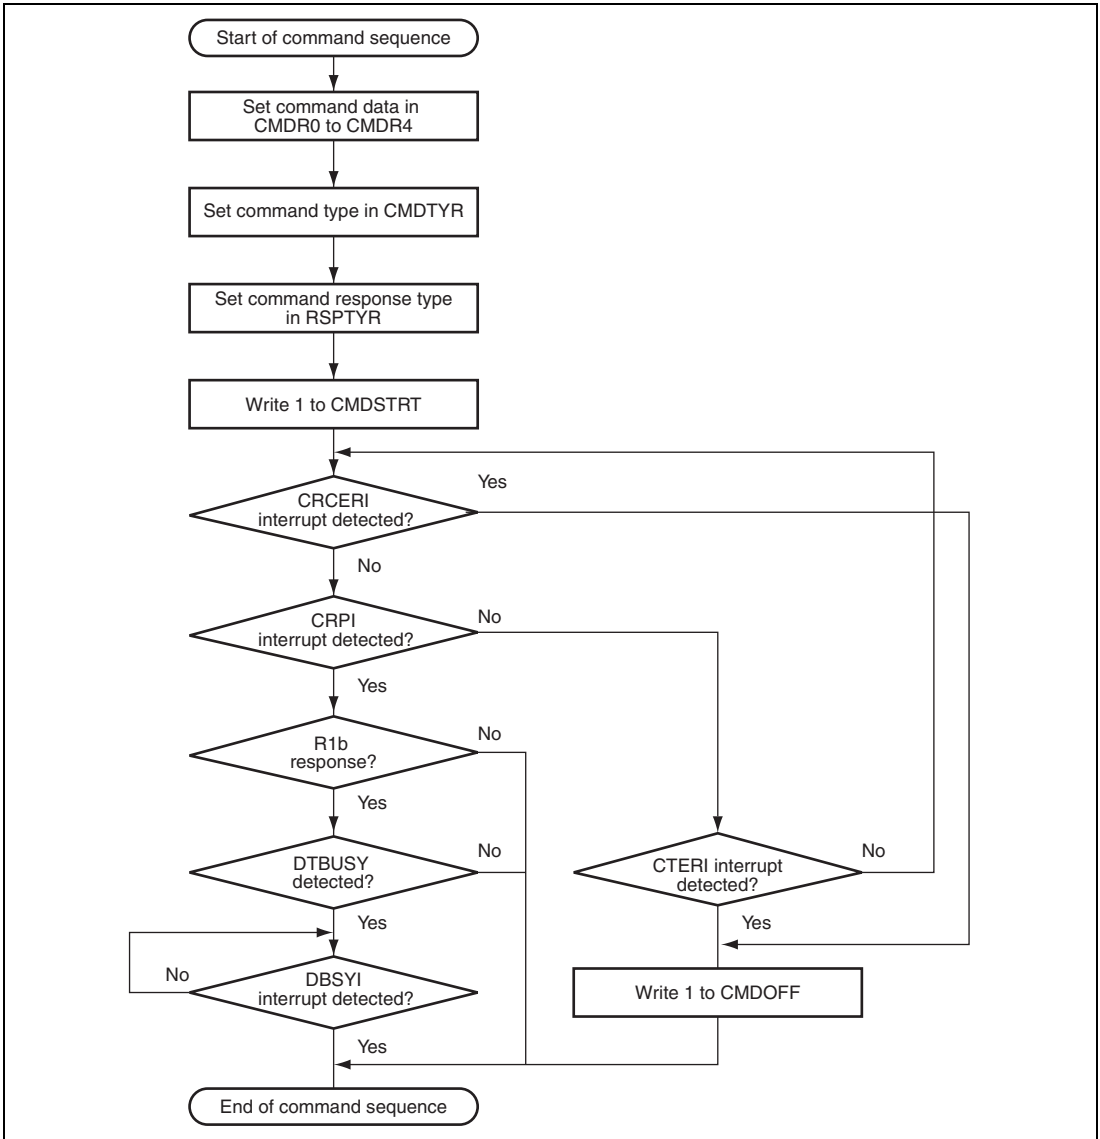 Start of command sequence
Set command data in
CMDR0 to CMDR4
Set command type in CMDTYR
Set command response type
in RSPTYR
Write 1 to CMDSTRT
CRCERI
interrupt detected?
Yes
No
CRPI
interrupt detected?
No
Yes
R1b
response?
No
Yes
DTBUSY
detected?
No
Yes
CTERI interrupt
detected?
No
Yes
DBSYI
interrupt detected?
No
Yes
Write 1 to CMDOFF
End of command sequence